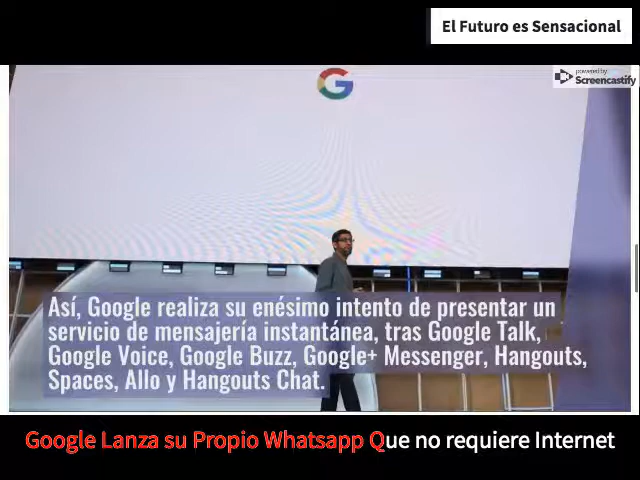 El Futuro es Sensacional
powered by
Screencastify
G
Así, Google realiza su enésimo intento de presentar un
servicio de mensajería instantánea, tras Google Talk,
Google Voice, Google Buzz, Google+ Messenger, Hangouts,
Spaces, Allo y Hangouts Chat.
Google Lanza su Propio Whatsapp Que no requiere Internet